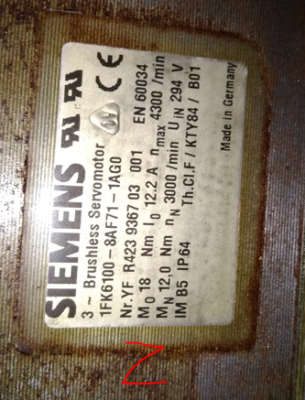 SIEMENS
3 ~ Brushless Servomotor
1FK6100-8AF71-1AG0
Nr.YF R423 9367 03 001 EN 60034
M0 18 Nm I0 12.2 A nmax 4300 /min
MN 12,0 Nm nN 3000 /min UIN 294 V
IM B5 IP64 Th.Cl.F / KTY84 / B01
Made in Germany
Z